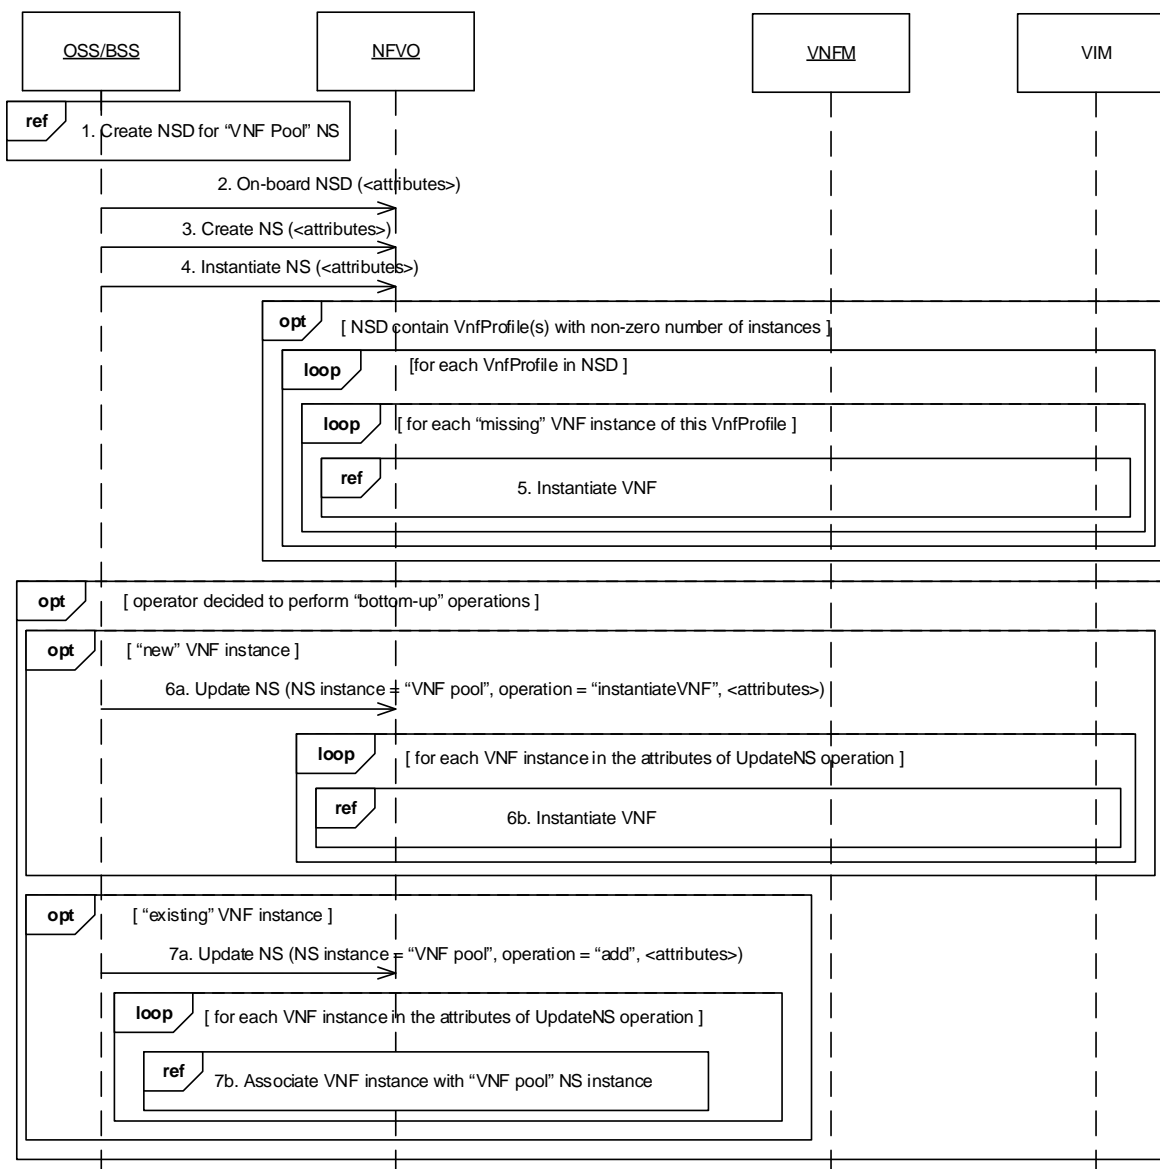 OSS/BSS
NFVO
VNFM
VIM
ref
1. Create NSD for “VNF Pool” NS
2. On-board NSD (<attributes>)
3. Create NS (<attributes>)
4. Instantiate NS (<attributes>)
opt
[ NSD contain VnfProfile(s) with non-zero number of instances ]
loop
[for each VnfProfile in NSD ]
loop
[ for each “missing” VNF instance of this VnfProfile ]
ref
5. Instantiate VNF
opt
[ operator decided to perform “bottom-up” operations ]
opt
[ “new” VNF instance ]
6a. Update NS (NS instance = “VNF pool”, operation = “instantiateVNF”, <attributes>)
loop
[ for each VNF instance in the attributes of UpdateNS operation ]
ref
6b. Instantiate VNF
opt
[ “existing” VNF instance ]
7a. Update NS (NS instance = “VNF pool”, operation = “add”, <attributes>)
loop
[ for each VNF instance in the attributes of UpdateNS operation ]
ref
7b. Associate VNF instance with “VNF pool” NS instance